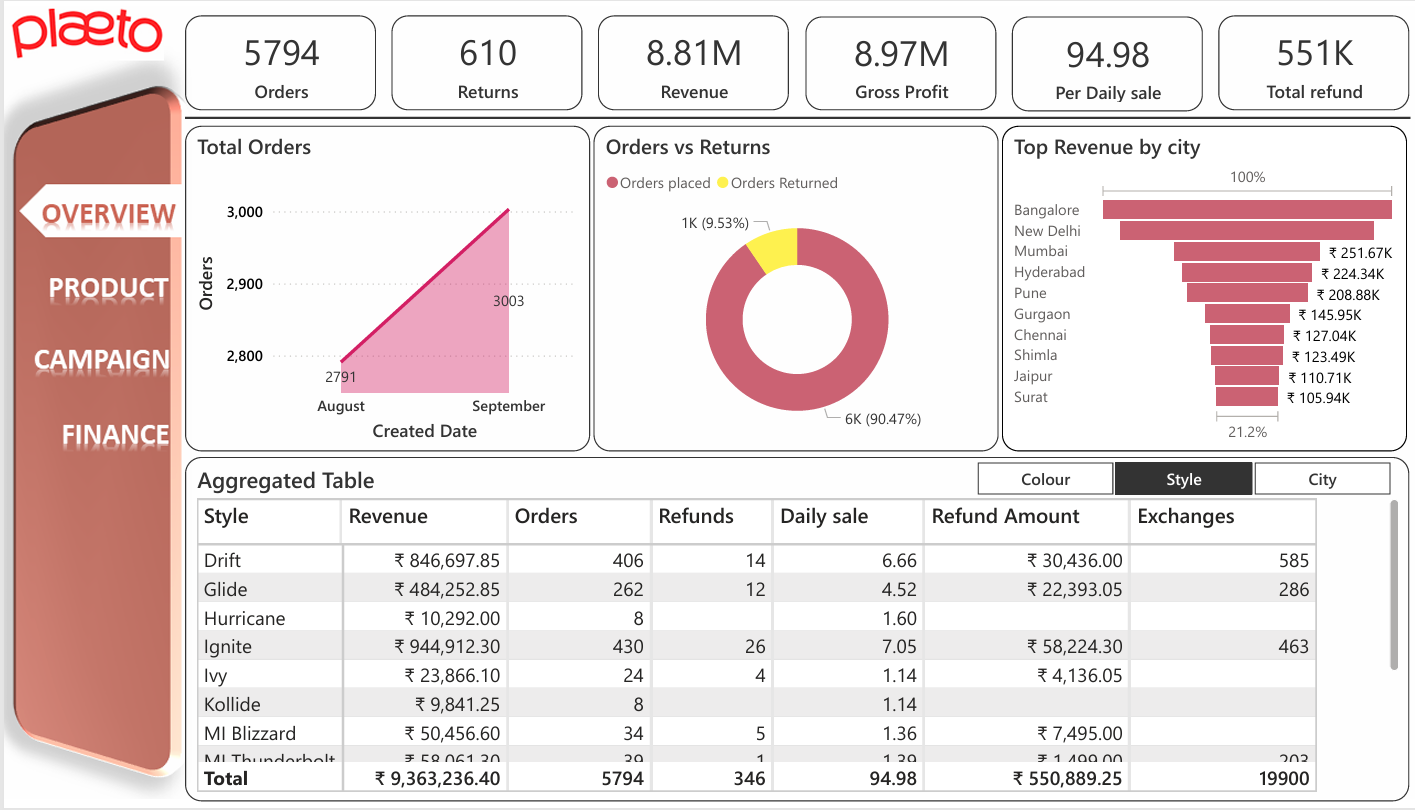 plaeto
5794
Orders
610
Returns
8.81M
Revenue
8.97M
Gross Profit
94.98
Per Daily sale
551K
Total refund
OVERVIEW
PRODUCT
CAMPAIGN
FINANCE
Total Orders
3,000
2,900
2,800
Orders
3003
2791
August September
Created Date
Orders vs Returns
Orders placed Orders Returned
1K (9.53%)
6K (90.47%)
Top Revenue by city
100%
Bangalore
New Delhi
Mumbai ₹ 251.67K
Hyderabad ₹ 224.34K
Pune ₹ 208.88K
Gurgaon ₹ 145.95K
Chennai ₹ 127.04K
Shimla ₹ 123.49K
Jaipur ₹ 110.71K
Surat ₹ 105.94K
21.2%
Aggregated Table
Colour Style City
Style Revenue Orders Refunds Daily sale Refund Amount Exchanges
Drift ₹ 846,697.85 406 14 6.66 ₹ 30,436.00 585
Glide ₹ 484,252.85 262 12 4.52 ₹ 22,393.05 286
Hurricane ₹ 10,292.00 8 1.60
Ignite ₹ 944,912.30 430 26 7.05 ₹ 58,224.30 463
Ivy ₹ 23,866.10 24 4 1.14 ₹ 4,136.05
Kollide ₹ 9,841.25 8 1.14
MI Blizzard ₹ 50,456.60 34 5 1.36 ₹ 7,495.00
MI Thunderbolt ₹ 58,061.30 39 1 1.39 ₹ 1,499.00 203
Total ₹ 9,363,236.40 5794 346 94.98 ₹ 550,889.25 19900